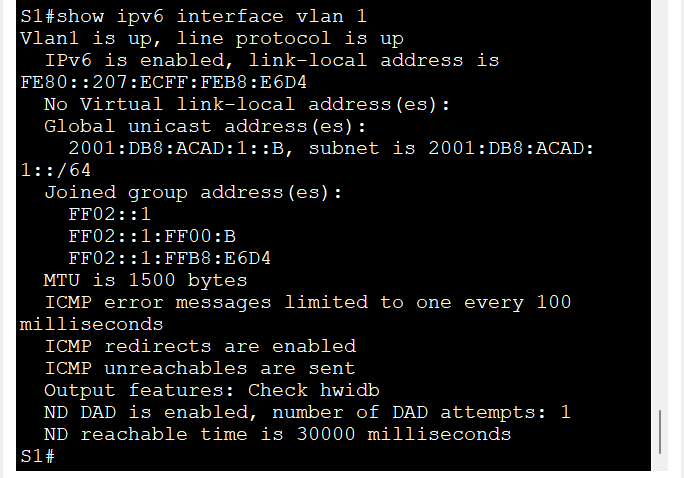 S1#show ipv6 interface vlan 1
Vlan1 is up, line protocol is up
IPv6 is enabled, link-local address is
FE80::207:ECFF:FEB8:E6D4
No Virtual link-local address(es):
Global unicast address(es):
2001:DB8:ACAD:1::B, subnet is 2001:DB8:ACAD:
1::/64
Joined group address(es):
FF02::1
FF02::1:FF00:B
FF02::1:FFB8:E6D4
MTU is 1500 bytes
ICMP error messages limited to one every 100
milliseconds
ICMP redirects are enabled
ICMP unreachables are sent
Output features: Check hwidb
ND DAD is enabled, number of DAD attempts: 1
ND reachable time is 30000 milliseconds
S1#